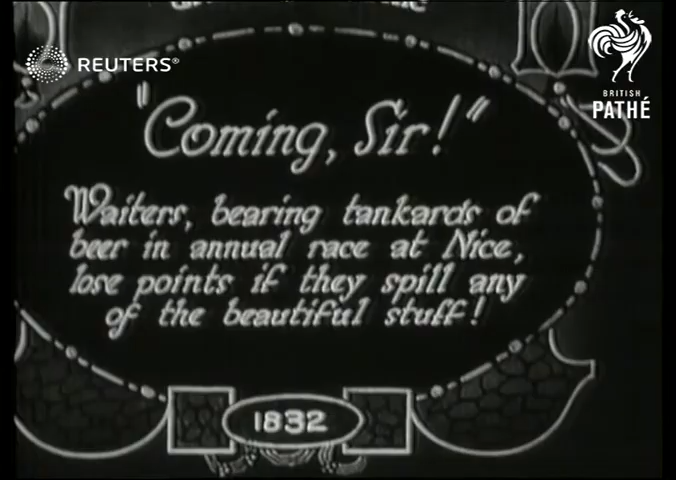 REUTERS®
BRITISH
PATHÉ
"Coming, Sir!"
Waiters, bearing tankards of
beer in annual race at Nice,
lose points if they spill any
of the beautiful stuff!
1832